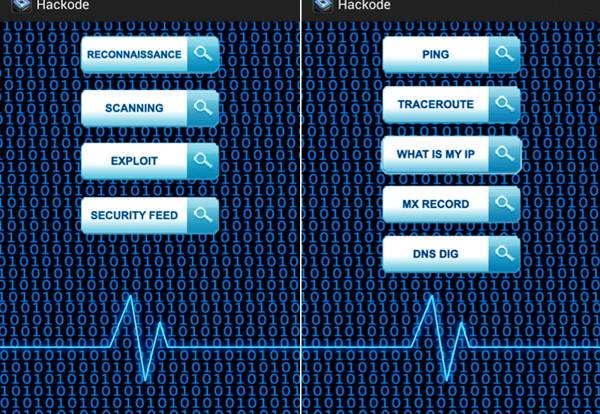 Hackode
RECONNAISSANCE
SCANNING
EXPLOIT
SECURITY FEED
Hackode
PING
TRACEROUTE
WHAT IS MY IP
MX RECORD
DNS DIG